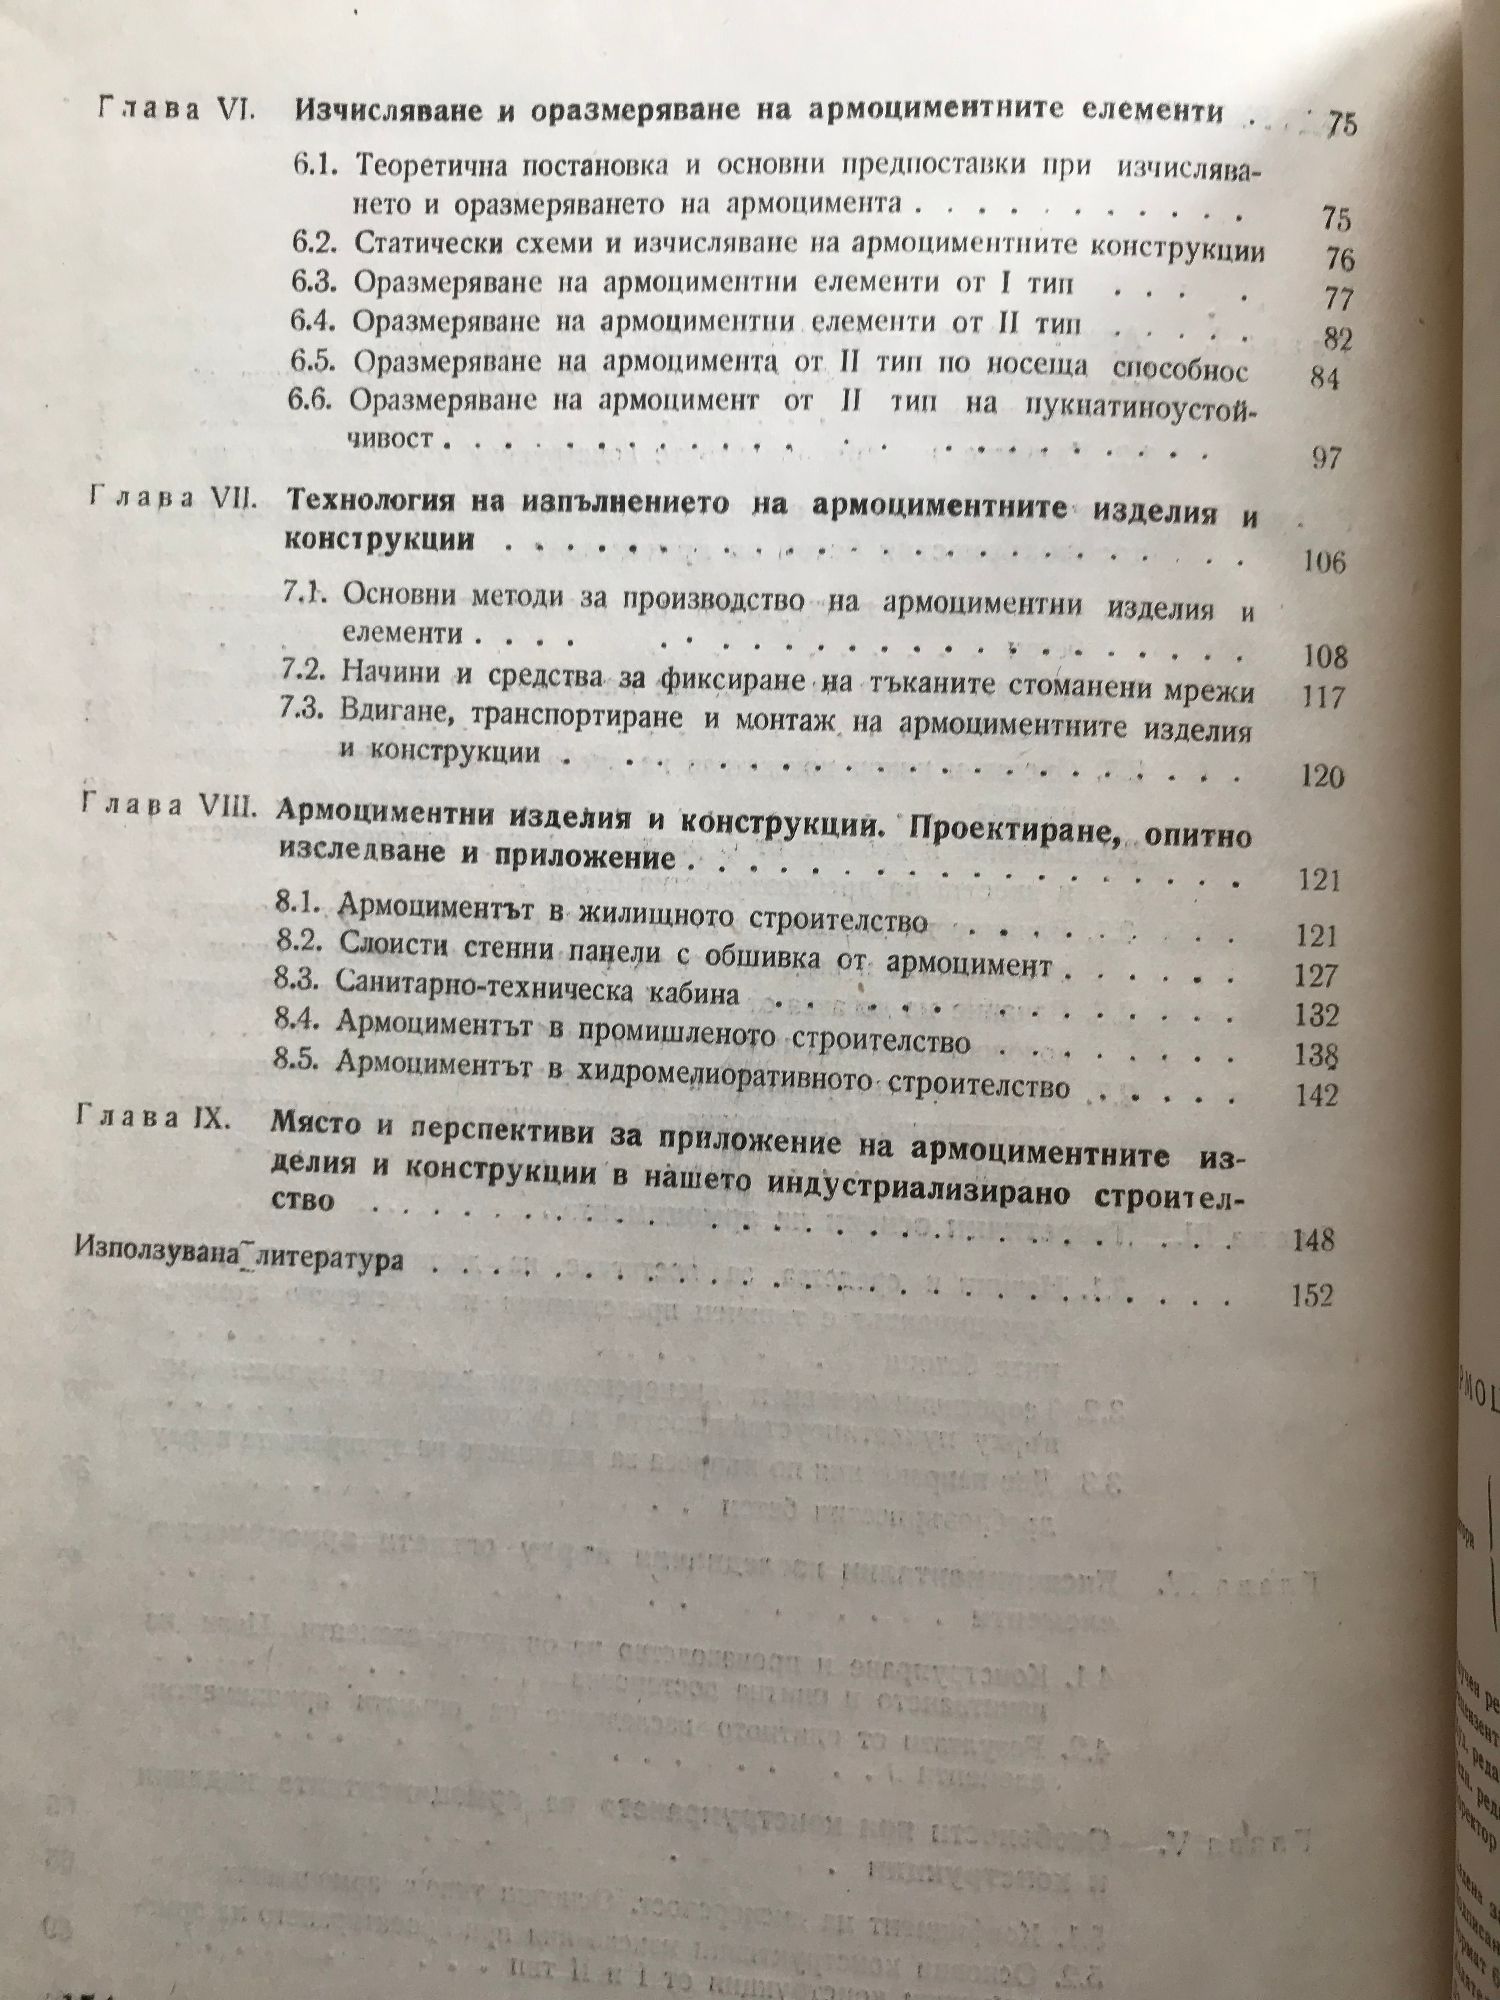 Глава VI. Изчисляване и оразмеряване на армоциментните елементи . . . . 75
6.1. Теоретична постановка и основни предпоставки при изчислява-
нето и оразмеряването на армоцимента . . . . . . . . . . . 75
6.2. Статически схеми и изчисляване на армоциментните конструкции 76
6.3. Оразмеряване на армоциментни елементи от I тип . . . . 77
6.4. Оразмеряване на армоциментни елементи от II тип . . . . . 82
6.5. Оразмеряване на армоцимента от II тип по носеща способнос 84
6.6. Оразмеряване на армоцимент от II тип на пукнатиноустой-
чивост . . . . . . . . . . . . . . . . . . . . . . 97
Глава VII. Технология на изпълнението на армоциментните изделия и
конструкции . . . . . . . . . . . . . . . . . . . . . . 106
7.1. Основни методи за производство на армоциментни изделия и
елементи . . . . . . . . . . . . . . . . . . . . . . 108
7.2. Начини и средства за фиксиране на тъканите стоманени мрежи 117
7.3. Вдигане, транспортиране и монтаж на армоциментните изделия
и конструкции . . . . . . . . . . . . . . . . . . . . 120
Глава VIII. Армоциментни изделия и конструкции. Проектиране, опитно
изследване и приложение . . . . . . . . . . . . . . . . . 121
8.1. Армоциментът в жилищното строителство . . . . . . . . . 121
8.2. Слоисти стенни панели с обшивка от армоцимент . . . . . . 127
8.3. Санитарно-техническа кабина . . . . . . . . . . . . . . 132
8.4. Армоциментът в промишленото строителство . . . . . . . . 138
8.5. Армоциментът в хидромелиоративното строителство . . . . . 142
Глава IX. Място и перспективи за приложение на армоциментните из-
делия и конструкции в нашето индустриализирано строител-
ство . . . . . . . . . . . . . . . . . . . . . . . . . . . 148
Използувана литература . . . . . . . . . . . . . . . . . . . . . . . . . . 152